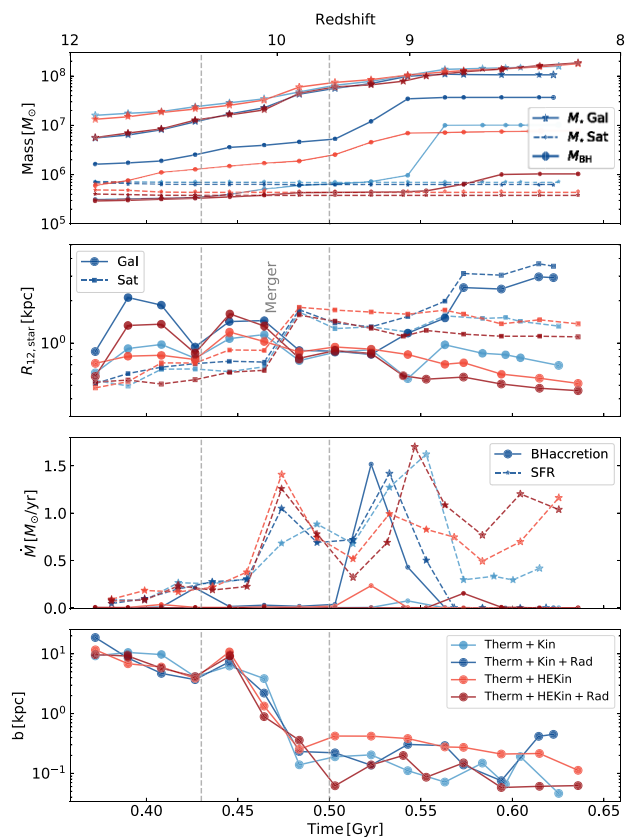 Redshift
12 10 9 8
10⁸
10⁷
10⁶
10⁵
Mass [M⊙]
M⋆ Gal
M⋆ Sat
M_BH
Gal
Sat
Merger
10⁰
R₁₂,star [kpc]
1.5
1.0
0.5
0.0
Ṁ [M⊙/yr]
BHaccretion
SFR
10¹
10⁰
10⁻¹
b [kpc]
Therm + Kin
Therm + Kin + Rad
Therm + HEKin
Therm + HEKin + Rad
0.40 0.45 0.50 0.55 0.60 0.65
Time [Gyr]